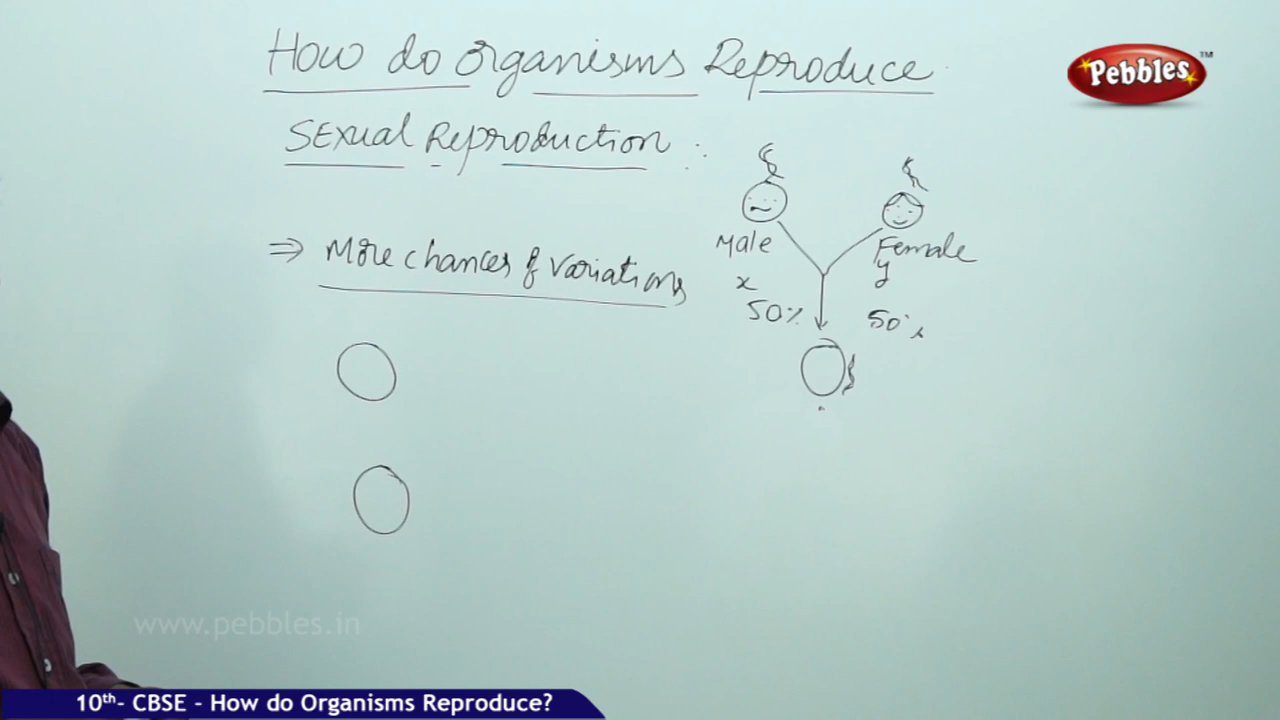 How do Organisms Reproduce
Pebbles™
Sexual Reproduction :
⇒ More chances of Variations
Male
Female
x
y
50%
50%
www.pebbles.in
10th- CBSE - How do Organisms Reproduce?